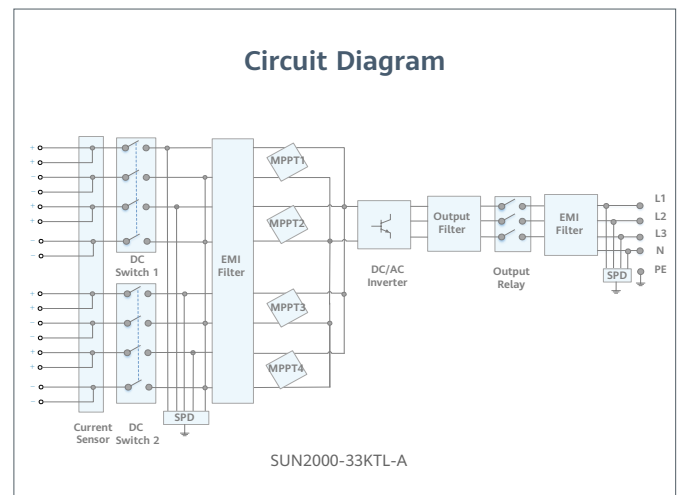 Circuit Diagram
MPPT1
MPPT2
MPPT3
MPPT4
DC
Switch 1
EMI
Filter
DC/AC
Inverter
Output
Filter
Output
Relay
EMI
Filter
L1
L2
L3
N
PE
SPD
SPD
Current
Sensor
DC
Switch 2
SUN2000-33KTL-A